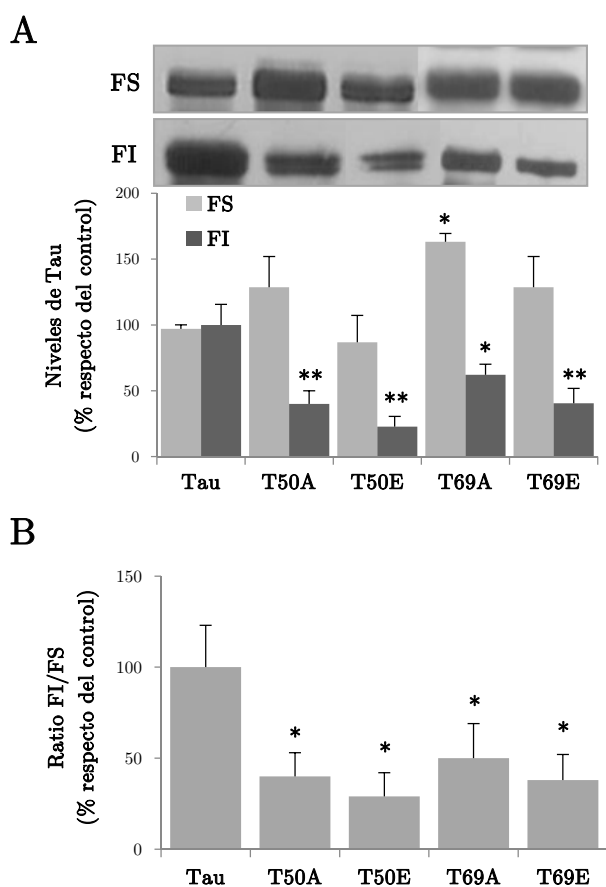 A
FS
FI
Niveles de Tau
(% respecto del control)
200
150
100
50
0
FS
FI
**
**
*
*
**
Tau T50A T50E T69A T69E
B
Ratio FI/FS
(% respecto del control)
150
100
50
0
*
*
*
*
Tau T50A T50E T69A T69E